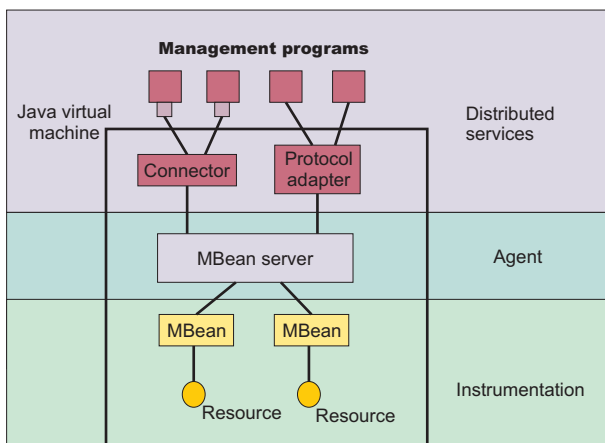 Management programs
Java virtual
machine
Distributed
services
Connector
Protocol
adapter
MBean server
Agent
MBean
MBean
Instrumentation
Resource
Resource